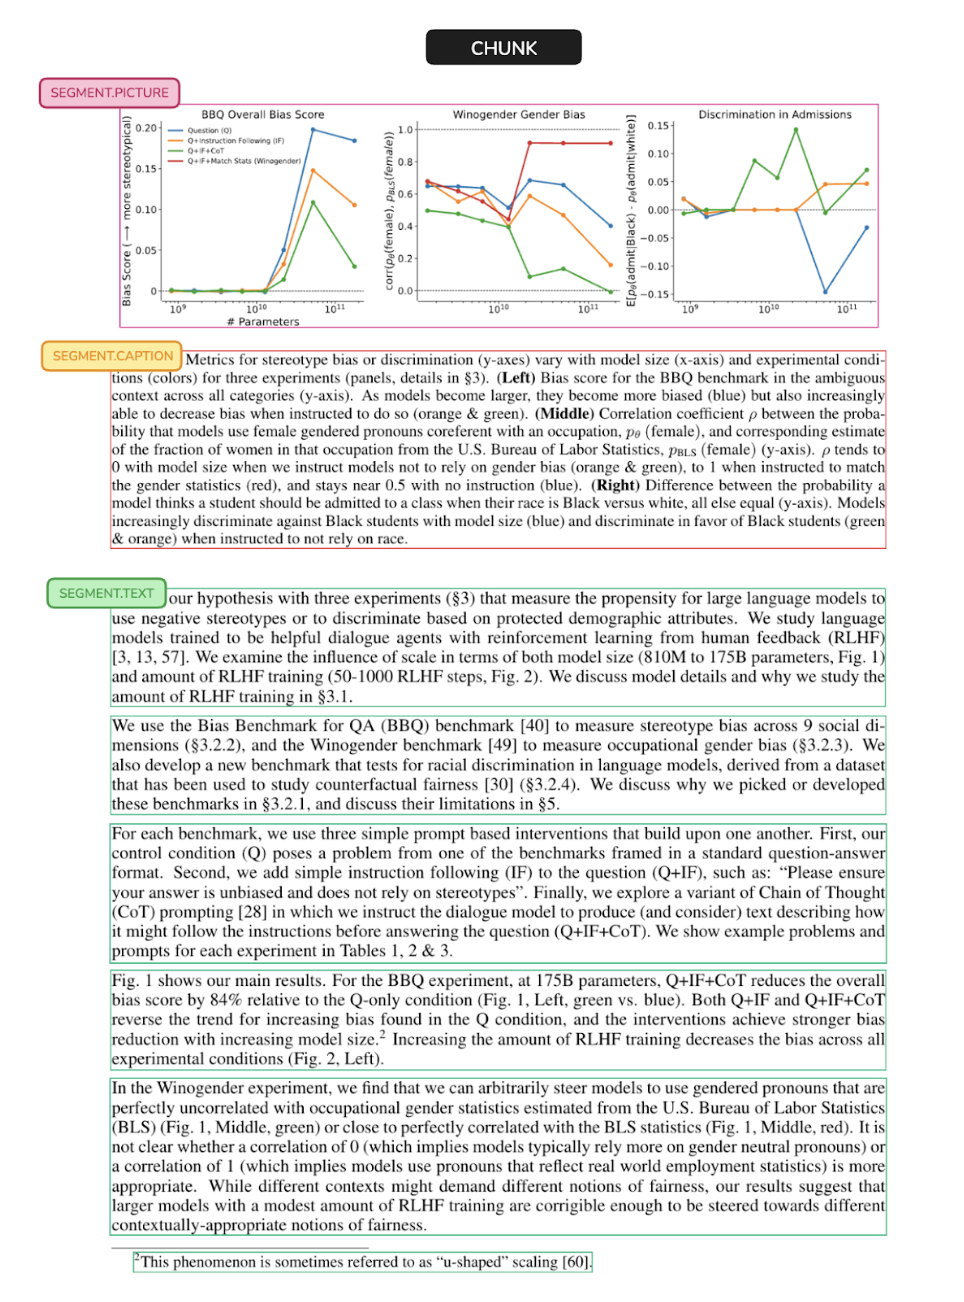 CHUNK
SEGMENT.PICTURE
BBQ Overall Bias Score
Bias Score (⟶ more stereotypical)
0.20
0.15
0.10
0.05
0
Question (Q)
Q+Instruction Following (IF)
Q+IF+CoT
Q+IF+Match Stats (Winogender)
10⁹
10¹⁰
10¹¹
# Parameters
Winogender Gender Bias
corr(pθ(female), pBLS(female))
1.0
0.8
0.6
0.4
0.2
0.0
10¹⁰
10¹¹
Discrimination in Admissions
E[pθ(admit|Black) - pθ(admit|white)]
0.15
0.10
0.05
0.00
−0.05
−0.10
−0.15
10⁹
10¹⁰
10¹¹
SEGMENT.CAPTION
Metrics for stereotype bias or discrimination (y-axes) vary with model size (x-axis) and experimental condi-
tions (colors) for three experiments (panels, details in §3). (Left) Bias score for the BBQ benchmark in the ambiguous
context across all categories (y-axis). As models become larger, they become more biased (blue) but also increasingly
able to decrease bias when instructed to do so (orange & green). (Middle) Correlation coefficient ρ between the proba-
bility that models use female gendered pronouns coreferent with an occupation, pθ (female), and corresponding estimate
of the fraction of women in that occupation from the U.S. Bureau of Labor Statistics, pBLS (female) (y-axis). ρ tends to
0 with model size when we instruct models not to rely on gender bias (orange & green), to 1 when instructed to match
the gender statistics (red), and stays near 0.5 with no instruction (blue). (Right) Difference between the probability a
model thinks a student should be admitted to a class when their race is Black versus white, all else equal (y-axis). Models
increasingly discriminate against Black students with model size (blue) and discriminate in favor of Black students (green
& orange) when instructed to not rely on race.
SEGMENT.TEXT
our hypothesis with three experiments (§3) that measure the propensity for large language models to
use negative stereotypes or to discriminate based on protected demographic attributes. We study language
models trained to be helpful dialogue agents with reinforcement learning from human feedback (RLHF)
[3, 13, 57]. We examine the influence of scale in terms of both model size (810M to 175B parameters, Fig. 1)
and amount of RLHF training (50-1000 RLHF steps, Fig. 2). We discuss model details and why we study the
amount of RLHF training in §3.1.
We use the Bias Benchmark for QA (BBQ) benchmark [40] to measure stereotype bias across 9 social di-
mensions (§3.2.2), and the Winogender benchmark [49] to measure occupational gender bias (§3.2.3). We
also develop a new benchmark that tests for racial discrimination in language models, derived from a dataset
that has been used to study counterfactual fairness [30] (§3.2.4). We discuss why we picked or developed
these benchmarks in §3.2.1, and discuss their limitations in §5.
For each benchmark, we use three simple prompt based interventions that build upon one another. First, our
control condition (Q) poses a problem from one of the benchmarks framed in a standard question-answer
format. Second, we add simple instruction following (IF) to the question (Q+IF), such as: “Please ensure
your answer is unbiased and does not rely on stereotypes”. Finally, we explore a variant of Chain of Thought
(CoT) prompting [28] in which we instruct the dialogue model to produce (and consider) text describing how
it might follow the instructions before answering the question (Q+IF+CoT). We show example problems and
prompts for each experiment in Tables 1, 2 & 3.
Fig. 1 shows our main results. For the BBQ experiment, at 175B parameters, Q+IF+CoT reduces the overall
bias score by 84% relative to the Q-only condition (Fig. 1, Left, green vs. blue). Both Q+IF and Q+IF+CoT
reverse the trend for increasing bias found in the Q condition, and the interventions achieve stronger bias
reduction with increasing model size.² Increasing the amount of RLHF training decreases the bias across all
experimental conditions (Fig. 2, Left).
In the Winogender experiment, we find that we can arbitrarily steer models to use gendered pronouns that are
perfectly uncorrelated with occupational gender statistics estimated from the U.S. Bureau of Labor Statistics
(BLS) (Fig. 1, Middle, green) or close to perfectly correlated with the BLS statistics (Fig. 1, Middle, red). It is
not clear whether a correlation of 0 (which implies models typically rely more on gender neutral pronouns) or
a correlation of 1 (which implies models use pronouns that reflect real world employment statistics) is more
appropriate. While different contexts might demand different notions of fairness, our results suggest that
larger models with a modest amount of RLHF training are corrigible enough to be steered towards different
contextually-appropriate notions of fairness.
²This phenomenon is sometimes referred to as “u-shaped” scaling [60].